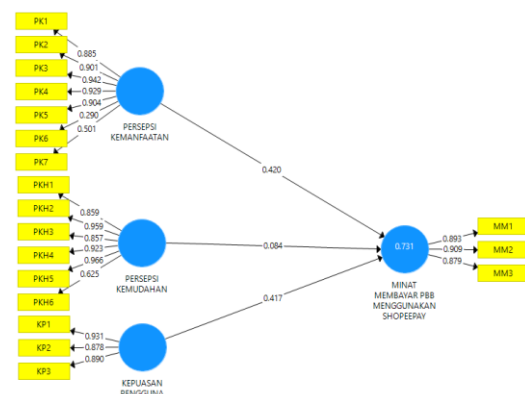 PK1
PK2
PK3
PK4
PK5
PK6
PK7
0.885
0.901
0.942
0.929
0.904
0.290
0.501
PERSEPSI
KEMANFAATAN
0.420
PKH1
PKH2
PKH3
PKH4
PKH5
PKH6
0.859
0.959
0.857
0.923
0.966
0.625
PERSEPSI
KEMUDAHAN
0.084
0.731
MINAT
MEMBAYAR PBB
MENGGUNAKAN
SHOPEEPAY
0.893
0.909
0.879
MM1
MM2
MM3
0.417
KP1
KP2
KP3
0.931
0.878
0.890
KEPUASAN
PENGGUNA